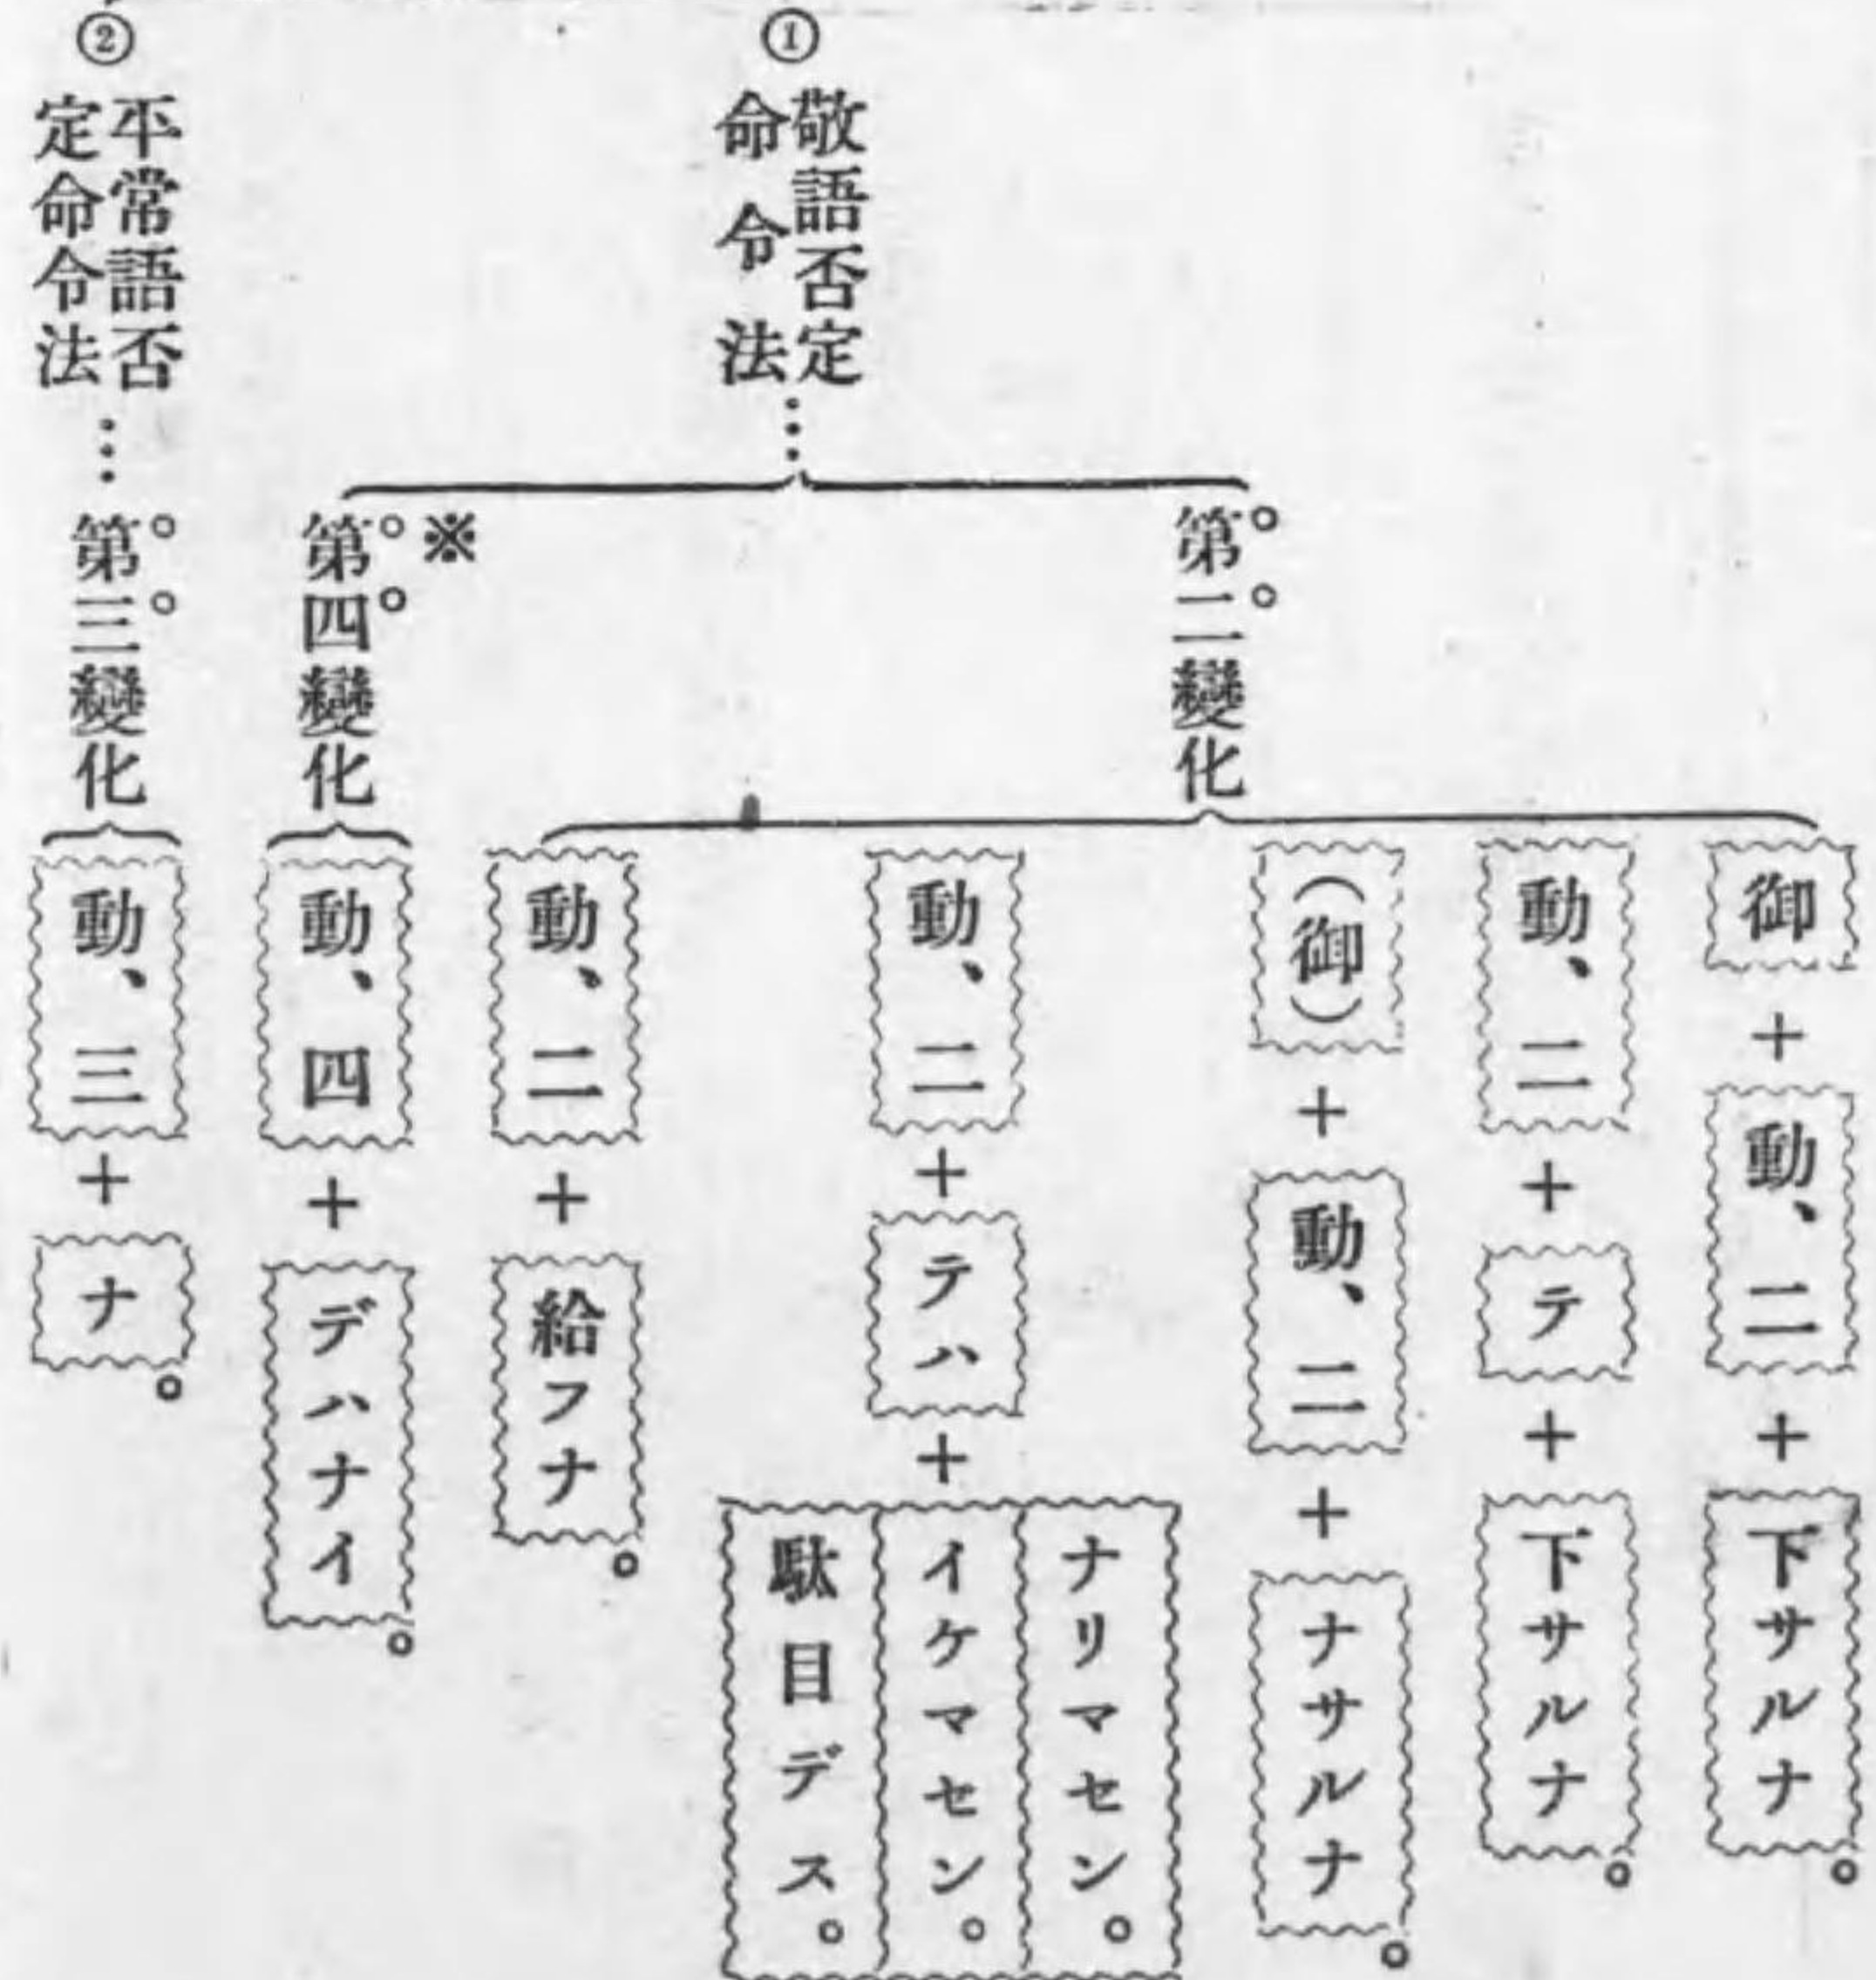 ① 敬語否定
命令法…
第二變化
御+動、二+下サルナ。
動、二+テ+下サルナ。
(御)+動、二+ナサルナ。
動、二+テハ+
ナリマセン。
イケマセン。
駄目デス。
動、二+給フナ。
※
第四變化
動、四+デハナイ。
② 平常語否
定命令法…
第三變化
動、三+ナ。